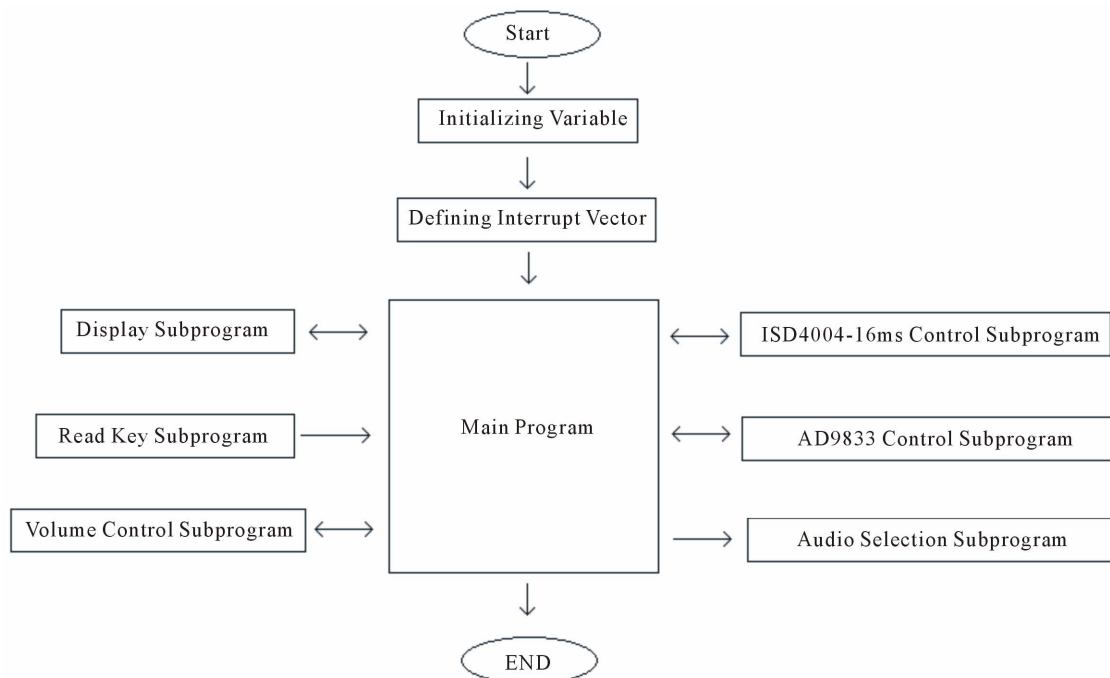 Start
Initializing Variable
Defining Interrupt Vector
Display Subprogram
ISD4004-16ms Control Subprogram
Read Key Subprogram
Main Program
AD9833 Control Subprogram
Volume Control Subprogram
Audio Selection Subprogram
END